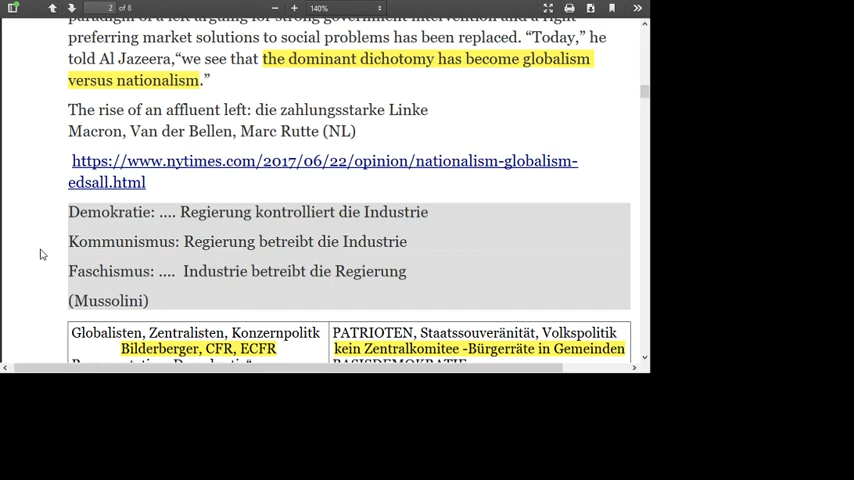 2 of 8
140%
paradigm of a left arguing for strong government intervention and a right
preferring market solutions to social problems has been replaced. “Today,” he
told Al Jazeera,“we see that the dominant dichotomy has become globalism
versus nationalism.”
The rise of an affluent left: die zahlungsstarke Linke
Macron, Van der Bellen, Marc Rutte (NL)
https://www.nytimes.com/2017/06/22/opinion/nationalism-globalism-
edsall.html
Demokratie: .... Regierung kontrolliert die Industrie
Kommunismus: Regierung betreibt die Industrie
Faschismus: .... Industrie betreibt die Regierung
(Mussolini)
Globalisten, Zentralisten, Konzernpolitk
Bilderberger, CFR, ECFR
PATRIOTEN, Staatssouveränität, Volkspolitik
kein Zentralkomitee -Bürgerräte in Gemeinden
BASISDEMOKRATIE